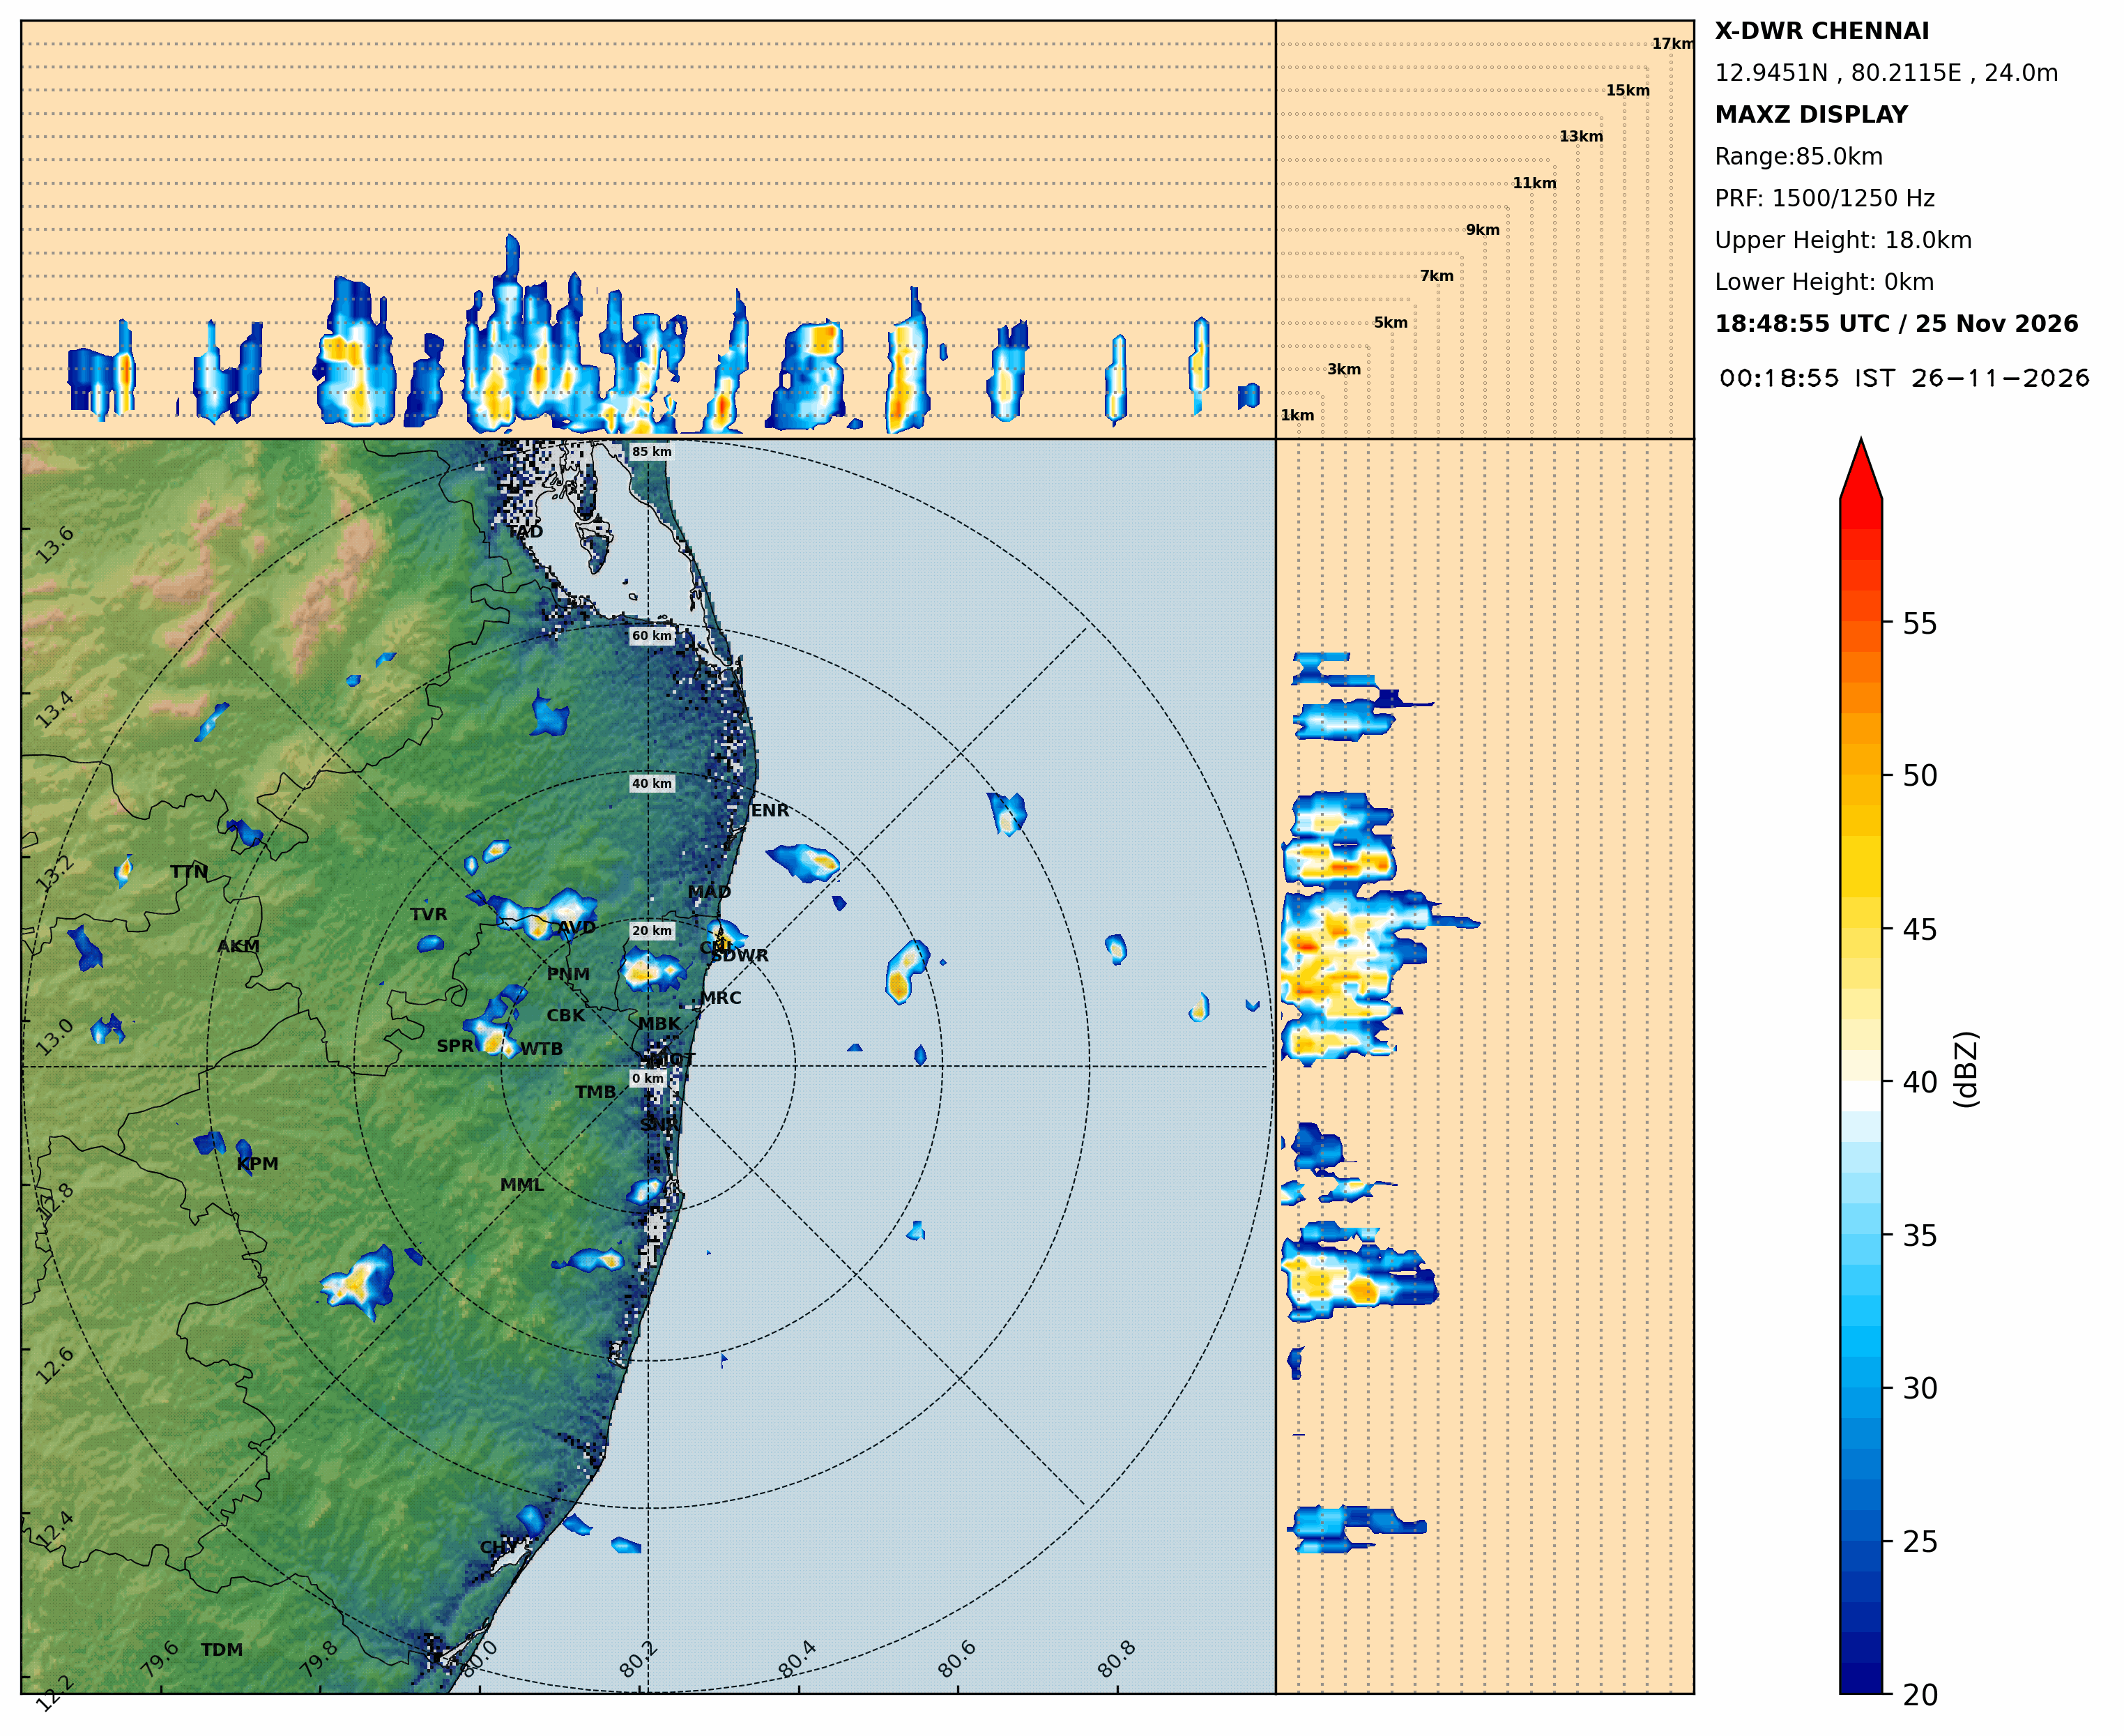 X-DWR CHENNAI
12.9451N , 80.2115E , 24.0m
MAXZ DISPLAY
Range:85.0km
PRF: 1500/1250 Hz
Upper Height: 18.0km
Lower Height: 0km
18:48:55 UTC / 25 Nov 2026
00:18:55 IST 26-11-2026
17km
15km
13km
11km
9km
7km
5km
3km
1km
85 km
60 km
40 km
20 km
0 km
TAD
ENR
TTN
MAD
TVR
AVD
AKM
SDWR
PNM
MRC
CBK
MBK
SPR
WTB
TMB
SNR
KPM
MML
CHY
TDM
13.6
13.4
13.2
13.0
12.8
12.6
12.4
12.2
79.6
79.8
80.0
80.2
80.4
80.6
80.8
55
50
45
40
35
30
25
20
(dBZ)